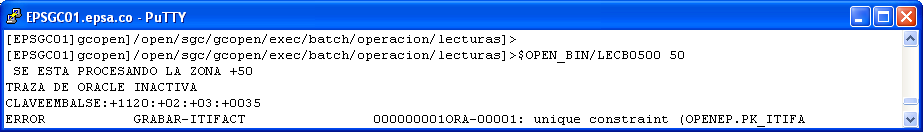 EPSGC01.epsa.co - PuTTY
[EPSGC01]gcopen]/open/sgc/gcopen/exec/batch/operacion/lecturas]>
[EPSGC01]gcopen]/open/sgc/gcopen/exec/batch/operacion/lecturas]>$OPEN_BIN/LECB0500 50
SE ESTA PROCESANDO LA ZONA +50
TRAZA DE ORACLE INACTIVA
CLAVEEMBALSE:+1120:+02:+03:+0035
ERROR GRABAR-ITIFACT 000000001ORA-00001: unique constraint (OPENEP.PK_ITIFA